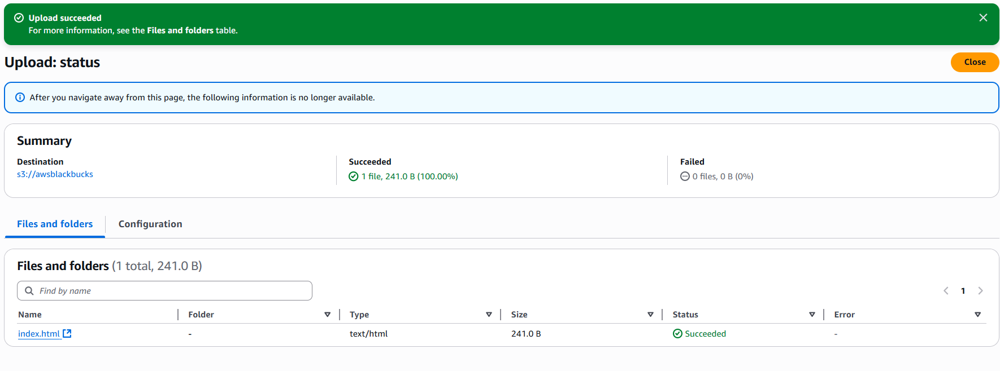 Upload succeeded
For more information, see the Files and folders table.
Upload: status
Close
After you navigate away from this page, the following information is no longer available.
Summary
Destination
s3://awsblackbucks
Succeeded
1 file, 241.0 B (100.00%)
Failed
0 files, 0 B (0%)
Files and folders
Configuration
Files and folders (1 total, 241.0 B)
Find by name
1
Name Folder Type Size Status Error
index.html - text/html 241.0 B Succeeded -